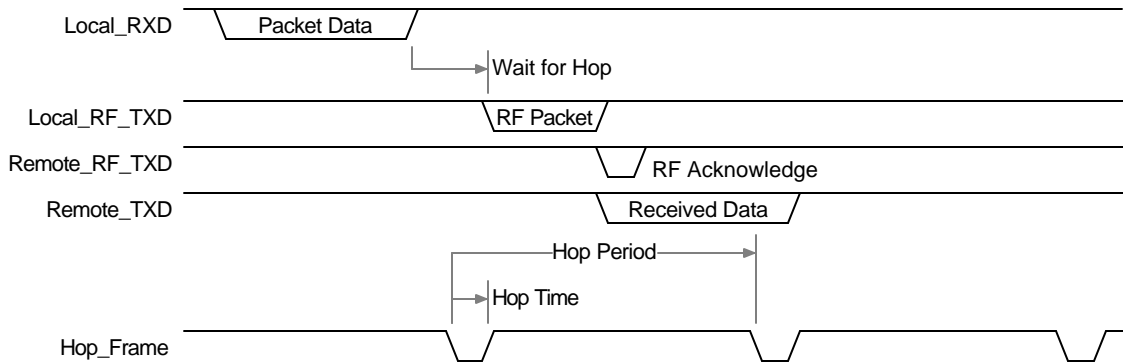 Local_RXD
Packet Data
Wait for Hop
Local_RF_TXD
RF Packet
Remote_RF_TXD
RF Acknowledge
Remote_TXD
Received Data
Hop Period
Hop Time
Hop_Frame